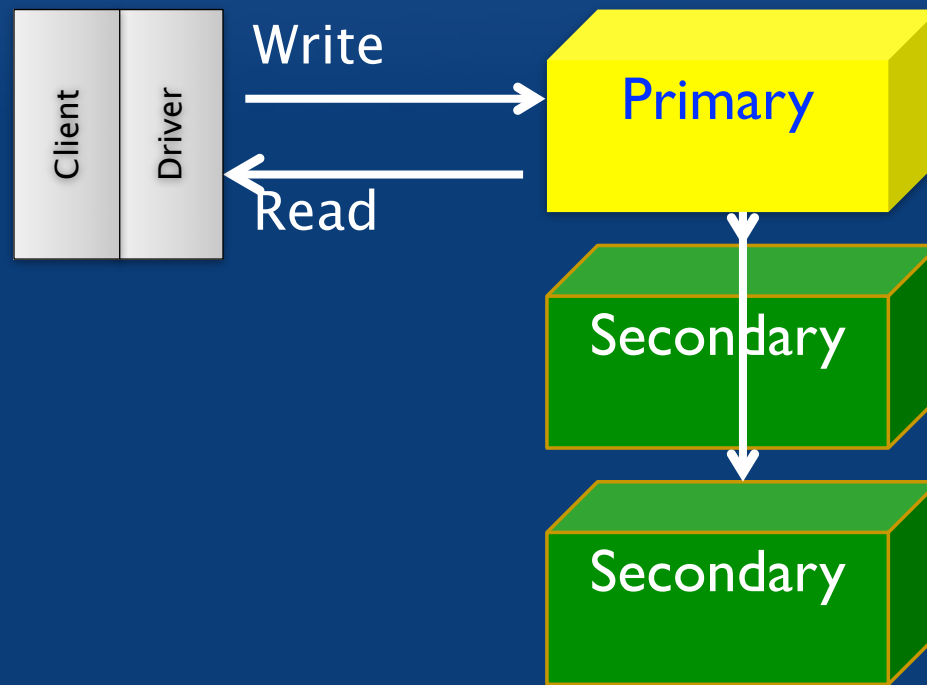 Client
Driver
Write
Read
Primary
Secondary
Secondary